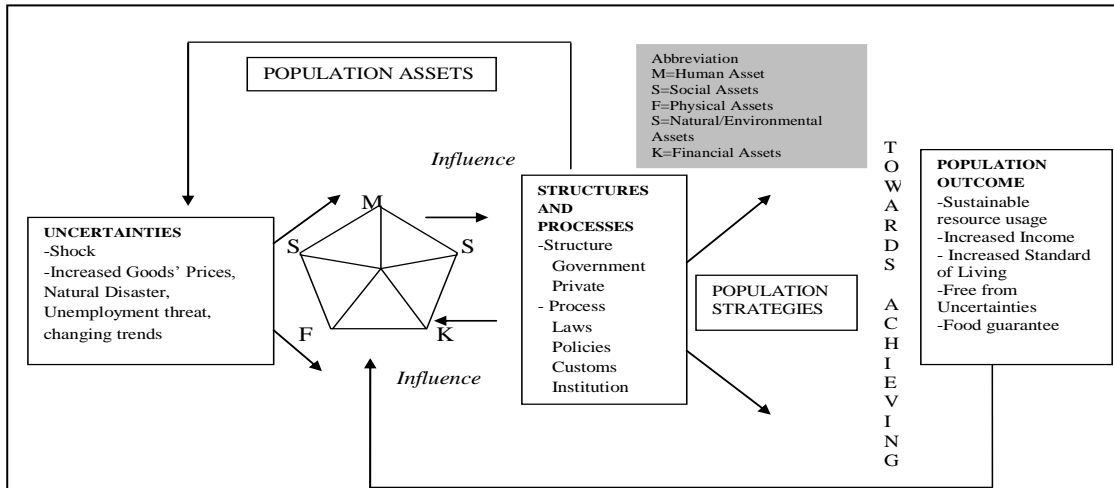 POPULATION ASSETS
Abbreviation
M=Human Asset
S=Social Assets
F=Physical Assets
S=Natural/Environmental
Assets
K=Financial Assets
Influence
UNCERTAINTIES
-Shock
-Increased Goods’ Prices,
Natural Disaster,
Unemployment threat,
changing trends
M
S
S
F
K
Influence
STRUCTURES
AND
PROCESSES
-Structure
Government
Private
- Process
Laws
Policies
Customs
Institution
POPULATION
STRATEGIES
T
O
W
A
R
D
S
A
C
H
I
E
V
I
N
G
POPULATION
OUTCOME
-Sustainable
resource usage
-Increased Income
- Increased Standard
of Living
-Free from
Uncertainties
-Food guarantee